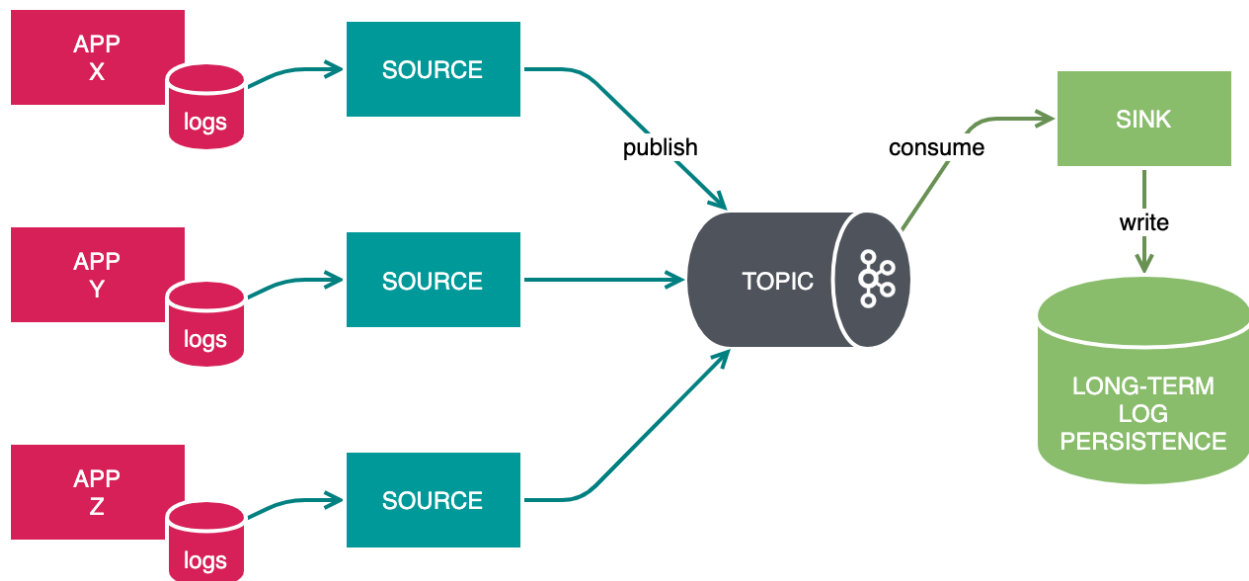 APP
X
logs
SOURCE
publish
APP
Y
logs
SOURCE
APP
Z
logs
SOURCE
TOPIC
consume
SINK
write
LONG-TERM
LOG
PERSISTENCE